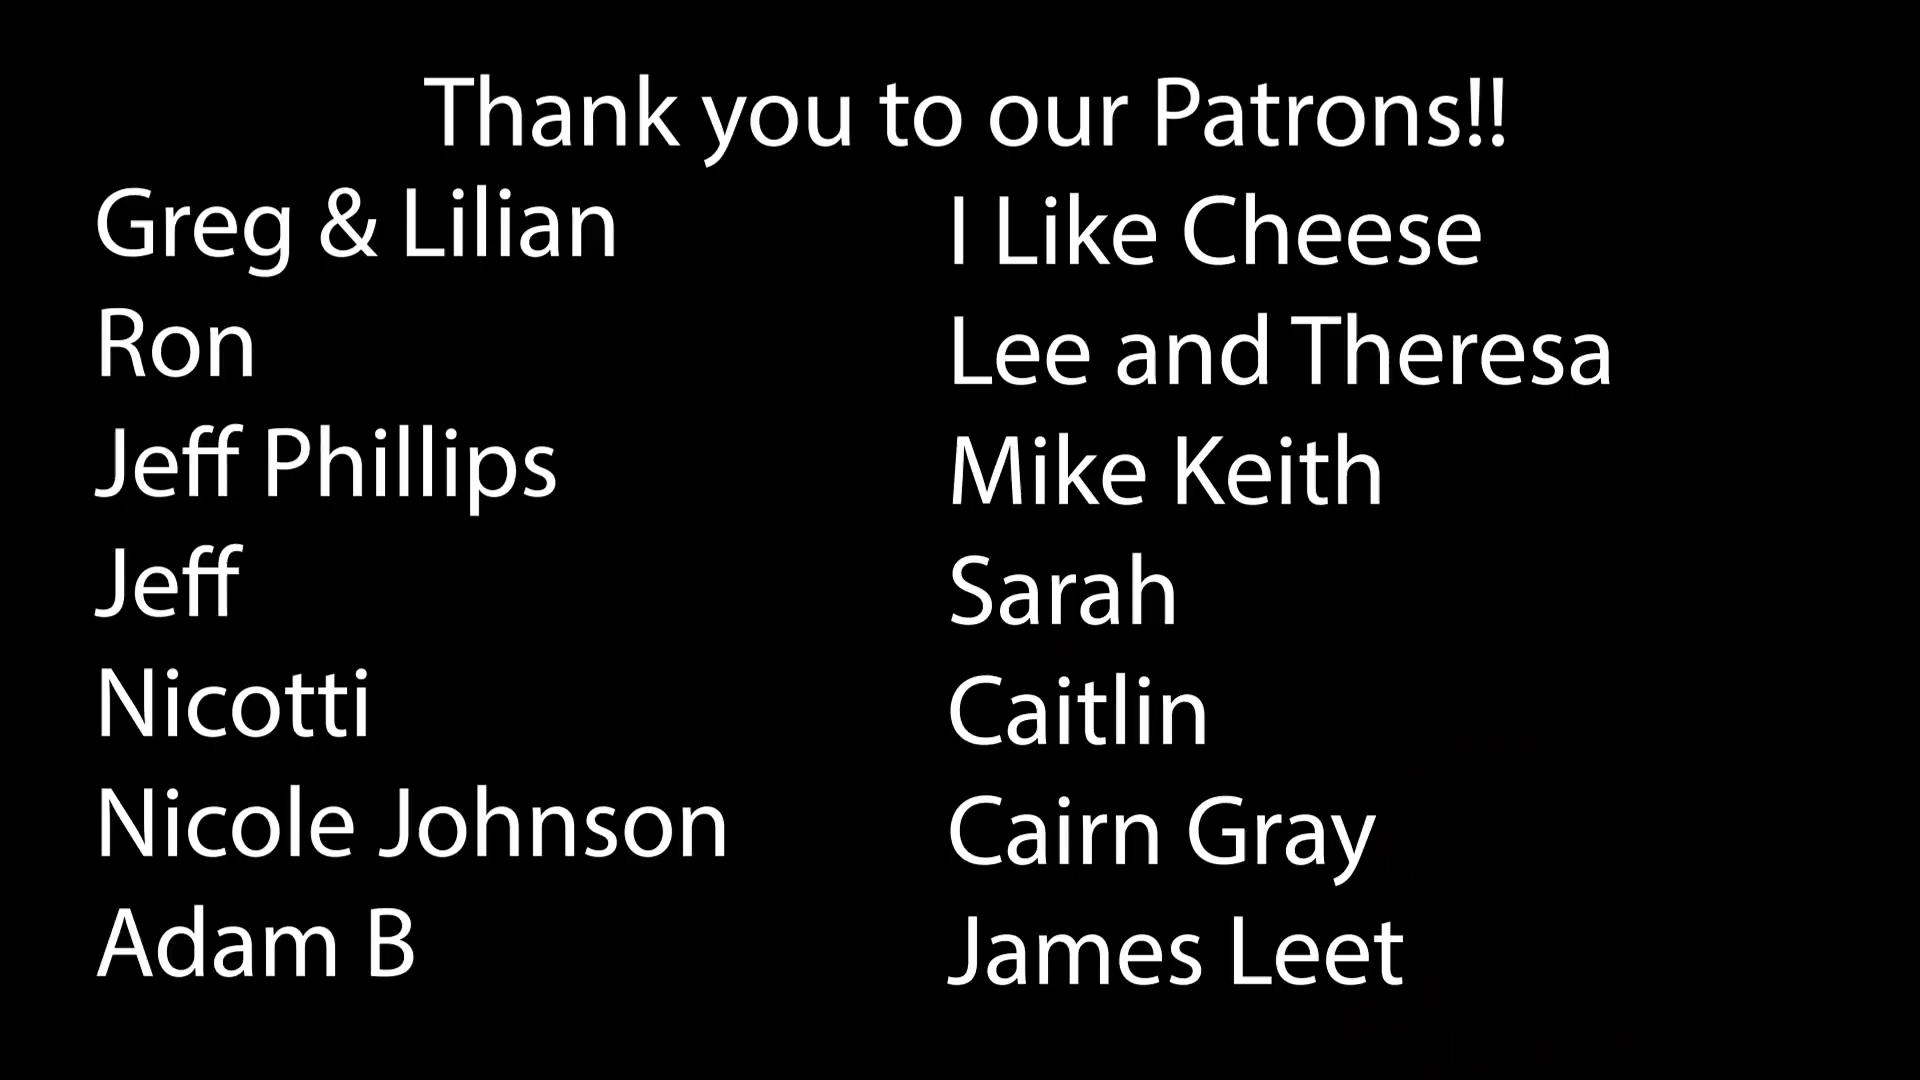 Thank you to our Patrons!!
Greg & Lilian
Ron
Jeff Phillips
Jeff
Nicotti
Nicole Johnson
Adam B
I Like Cheese
Lee and Theresa
Mike Keith
Sarah
Caitlin
Cairn Gray
James Leet